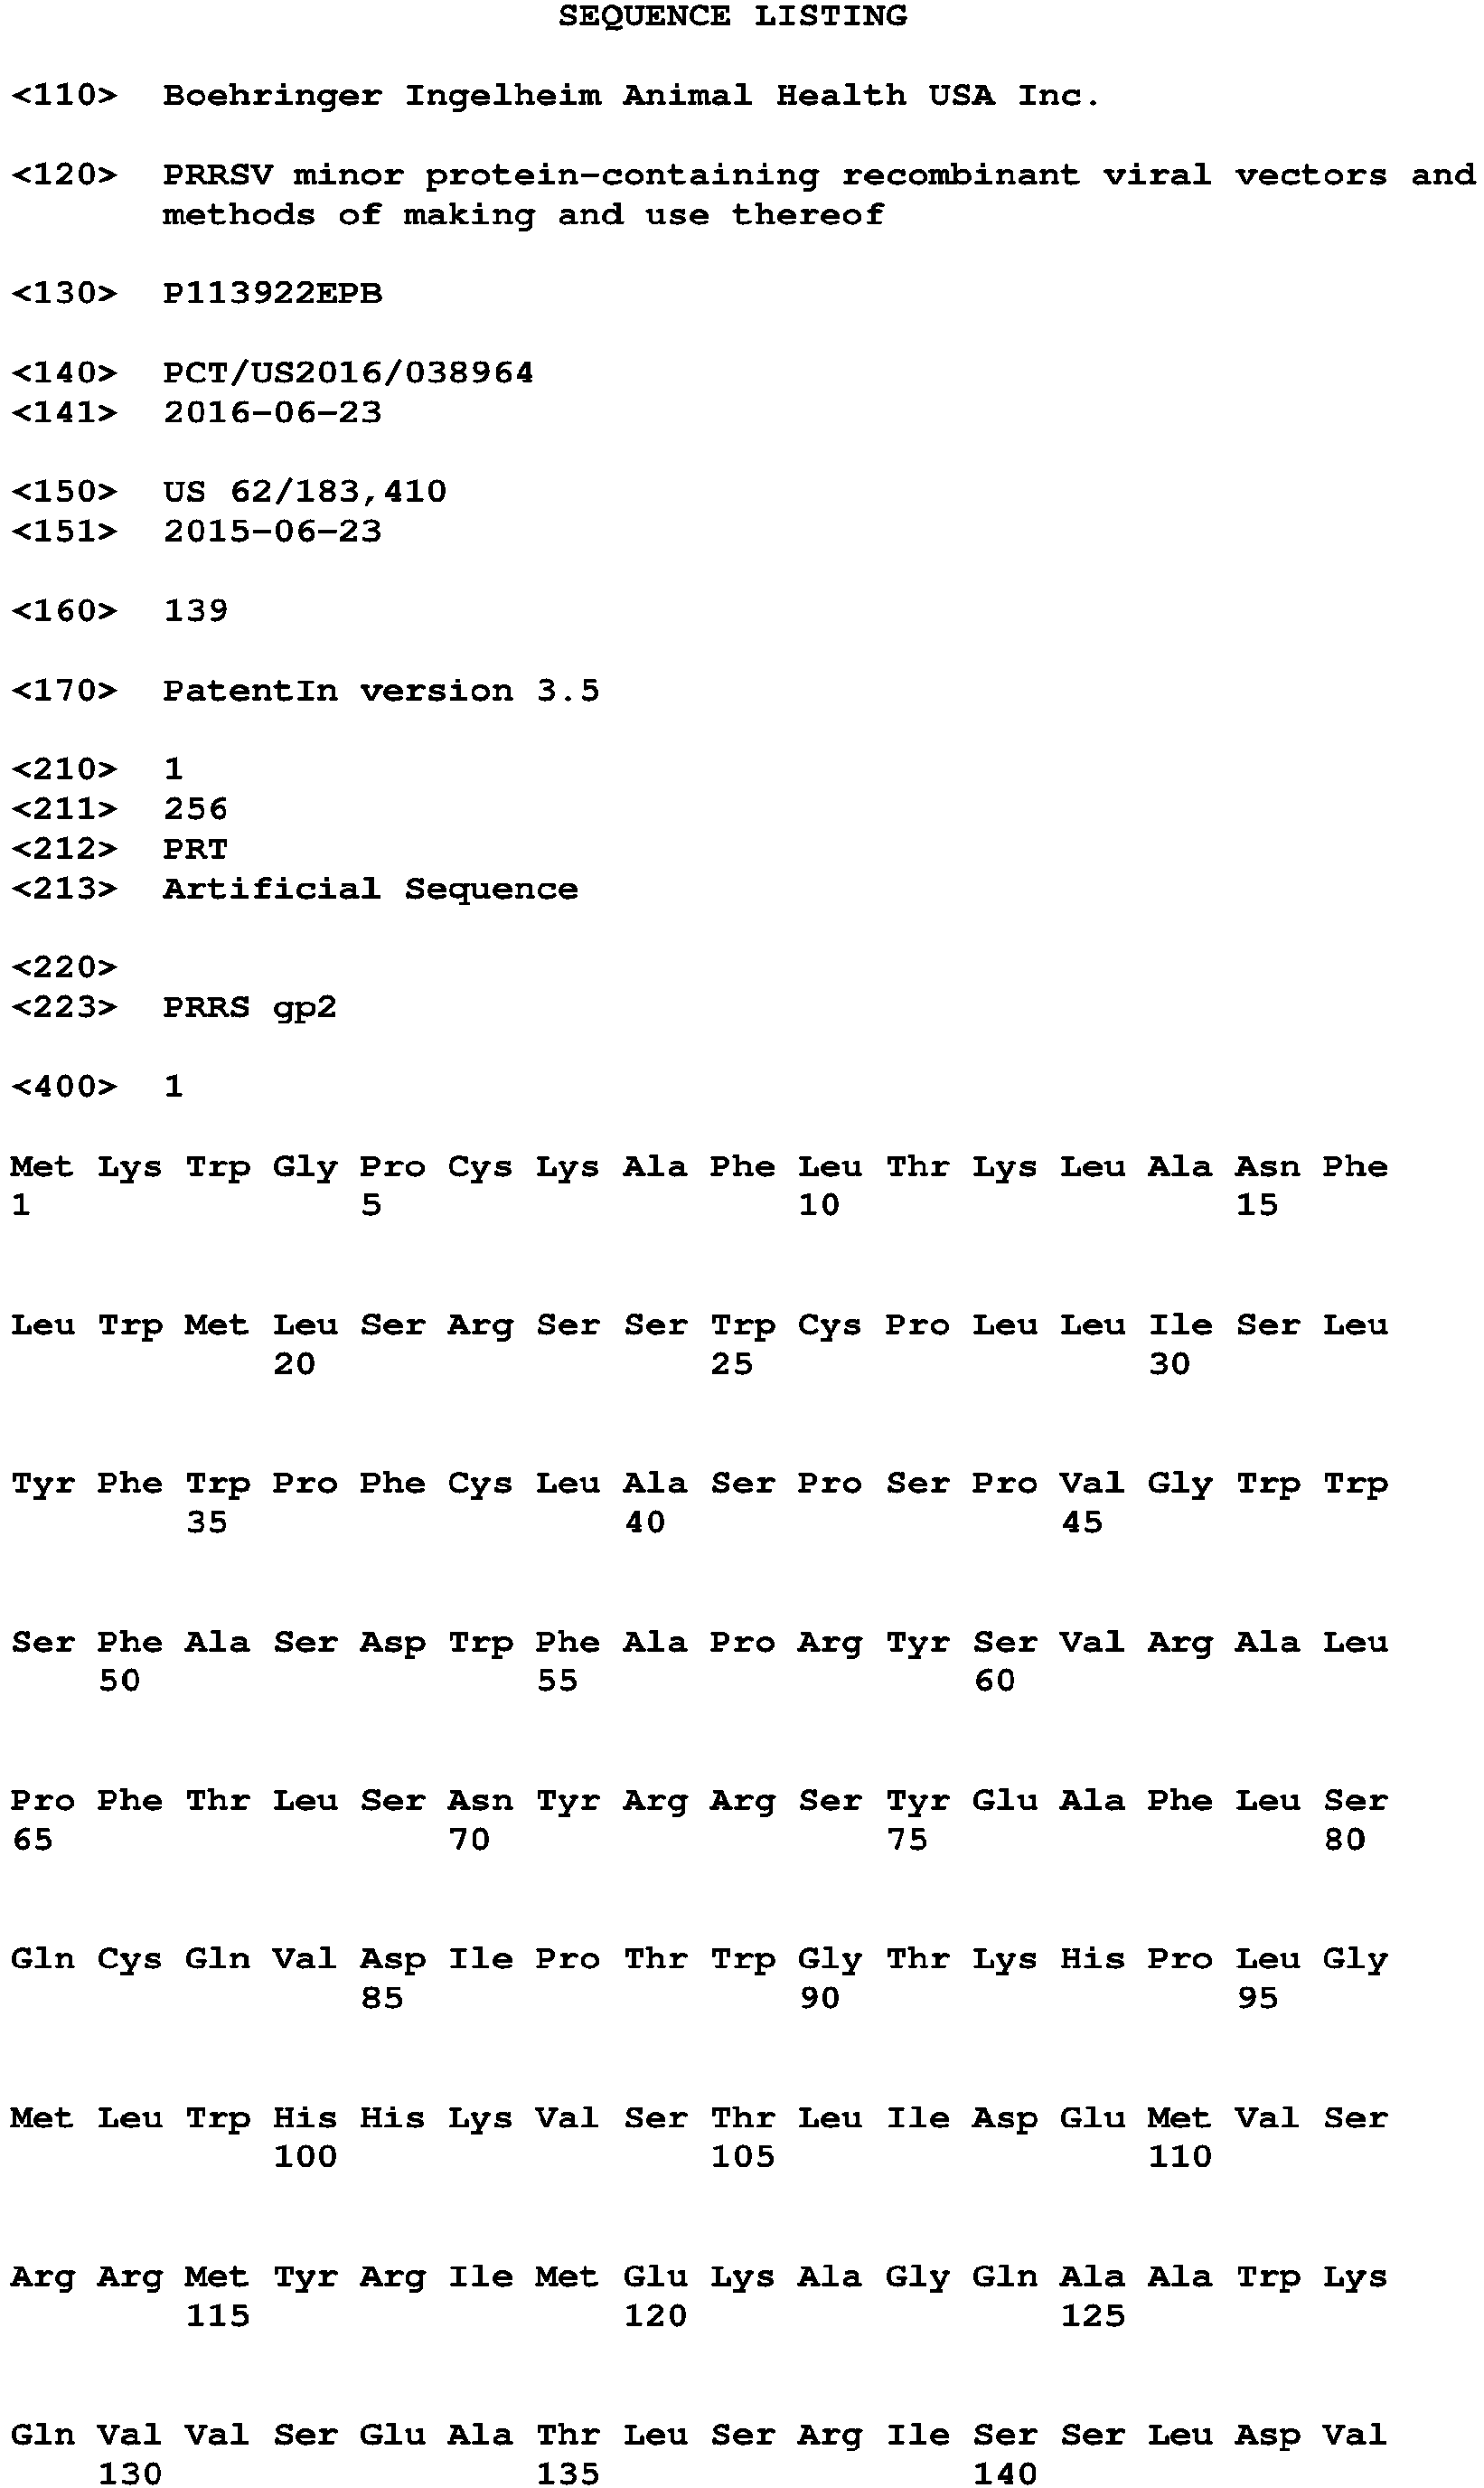 SEQUENCE LISTING
<110> Boehringer Ingelheim Animal Health USA Inc.
<120> PRRSV minor protein-containing recombinant viral vectors and
methods of making and use thereof
<130> P113922EPB
<140> PCT/US2016/038964
<141> 2016-06-23
<150> US 62/183,410
<151> 2015-06-23
<160> 139
<170> PatentIn version 3.5
<210> 1
<211> 256
<212> PRT
<213> Artificial Sequence
<220>
<223> PRRS gp2
<400> 1
Met Lys Trp Gly Pro Cys Lys Ala Phe Leu Thr Lys Leu Ala Asn Phe
1 5 10 15
Leu Trp Met Leu Ser Arg Ser Ser Trp Cys Pro Leu Leu Ile Ser Leu
20 25 30
Tyr Phe Trp Pro Phe Cys Leu Ala Ser Pro Ser Pro Val Gly Trp Trp
35 40 45
Ser Phe Ala Ser Asp Trp Phe Ala Pro Arg Tyr Ser Val Arg Ala Leu
50 55 60
Pro Phe Thr Leu Ser Asn Tyr Arg Arg Ser Tyr Glu Ala Phe Leu Ser
65 70 75 80
Gln Cys Gln Val Asp Ile Pro Thr Trp Gly Thr Lys His Pro Leu Gly
85 90 95
Met Leu Trp His His Lys Val Ser Thr Leu Ile Asp Glu Met Val Ser
100 105 110
Arg Arg Met Tyr Arg Ile Met Glu Lys Ala Gly Gln Ala Ala Trp Lys
115 120 125
Gln Val Val Ser Glu Ala Thr Leu Ser Arg Ile Ser Ser Leu Asp Val
130 135 140